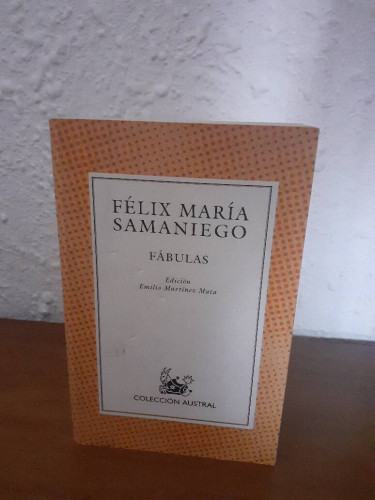 FÉLIX MARÍA
SAMANIEGO
FÁBULAS
Edición
Emilio Martínez Mata
COLECCIÓN AUSTRAL